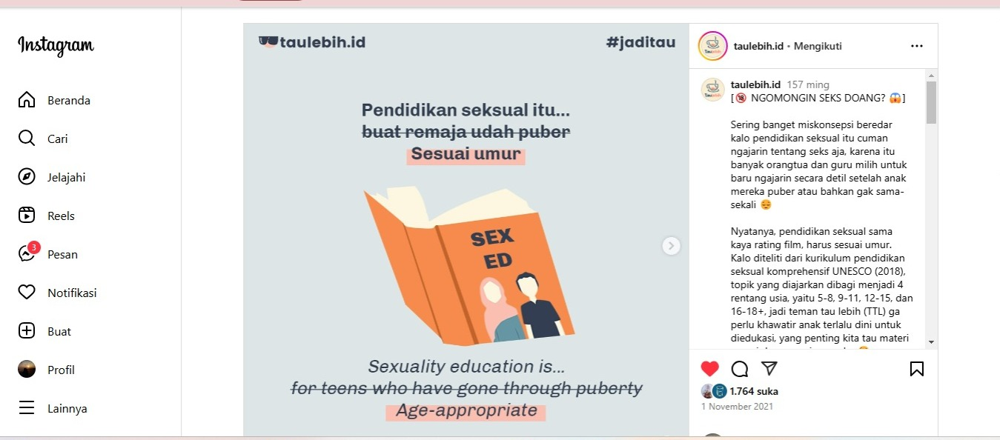 Instagram
Beranda
Cari
Jelajahi
Reels
3
Pesan
Notifikasi
Buat
Profil
Lainnya
taulebih.id
#jaditau
Pendidikan seksual itu...
buat remaja udah puber
Sesuai umur
SEX
ED
Sexuality education is...
for teens who have gone through puberty
Age-appropriate
taulebih.id • Mengikuti
taulebih.id 157 ming
[🔞 NGOMONGIN SEKS DOANG? 😱]
Sering banget miskonsepsi beredar
kalo pendidikan seksual itu cuman
ngajarin tentang seks aja, karena itu
banyak orangtua dan guru milih untuk
baru ngajarin secara detil setelah anak
mereka puber atau bahkan gak sama-
sekali 😔
Nyatanya, pendidikan seksual sama
kaya rating film, harus sesuai umur.
Kalo diteliti dari kurikulum pendidikan
seksual komprehensif UNESCO (2018),
topik yang diajarkan dibagi menjadi 4
rentang usia, yaitu 5-8, 9-11, 12-15, dan
16-18+, jadi teman tau lebih (TTL) ga
perlu khawatir anak terlalu dini untuk
diedukasi, yang penting kita tau materi
1.764 suka
1 November 2021